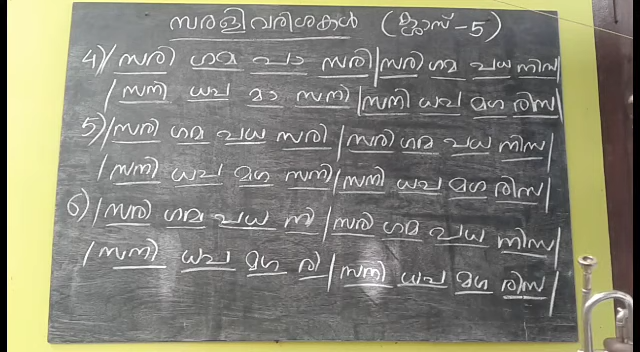 സരളിവരിശകൾ (ക്ലാസ് -5)
4)/ സരി ഗമ പാ സരി/സരി ഗമ പധ നിസ/
/സനി ധപ മാ സനി/സനി ധപ മഗ രിസ/
5)/സരി ഗമ പധ സരി/സരി ഗമ പധ നിസ/
/സനി ധപ മഗ സനി/സനി ധപ മഗ രിസ/
6)/സരി ഗമ പധ നി/സരി ഗമ പധ നിസ/
/സനി ധപ മഗ രി/സനി ധപ മഗ രിസ/